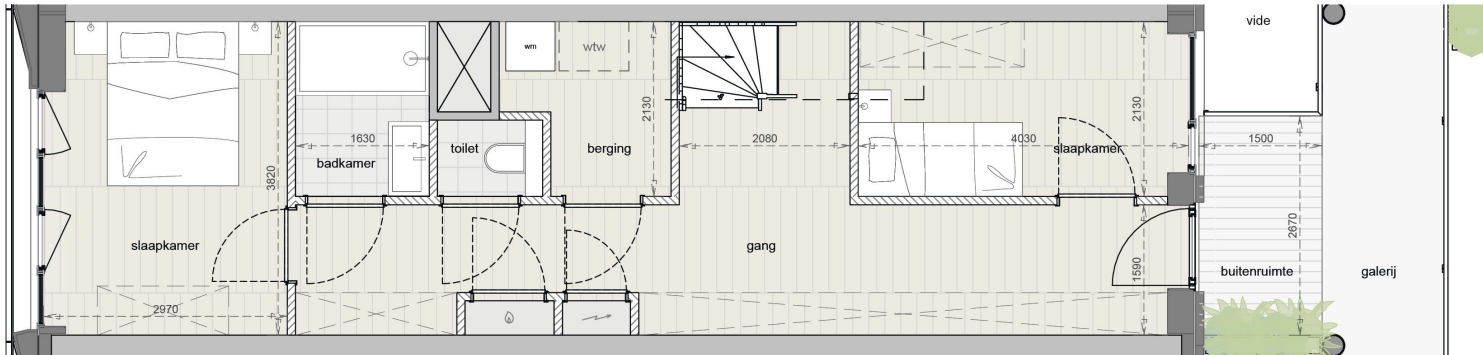 vide
wm
wtw
2130
2130
1630
toilet
berging
2080
4030
slaapkamer
1500
badkamer
3820
slaapkamer
gang
1590
2670
buitenruimte
galerij
2970